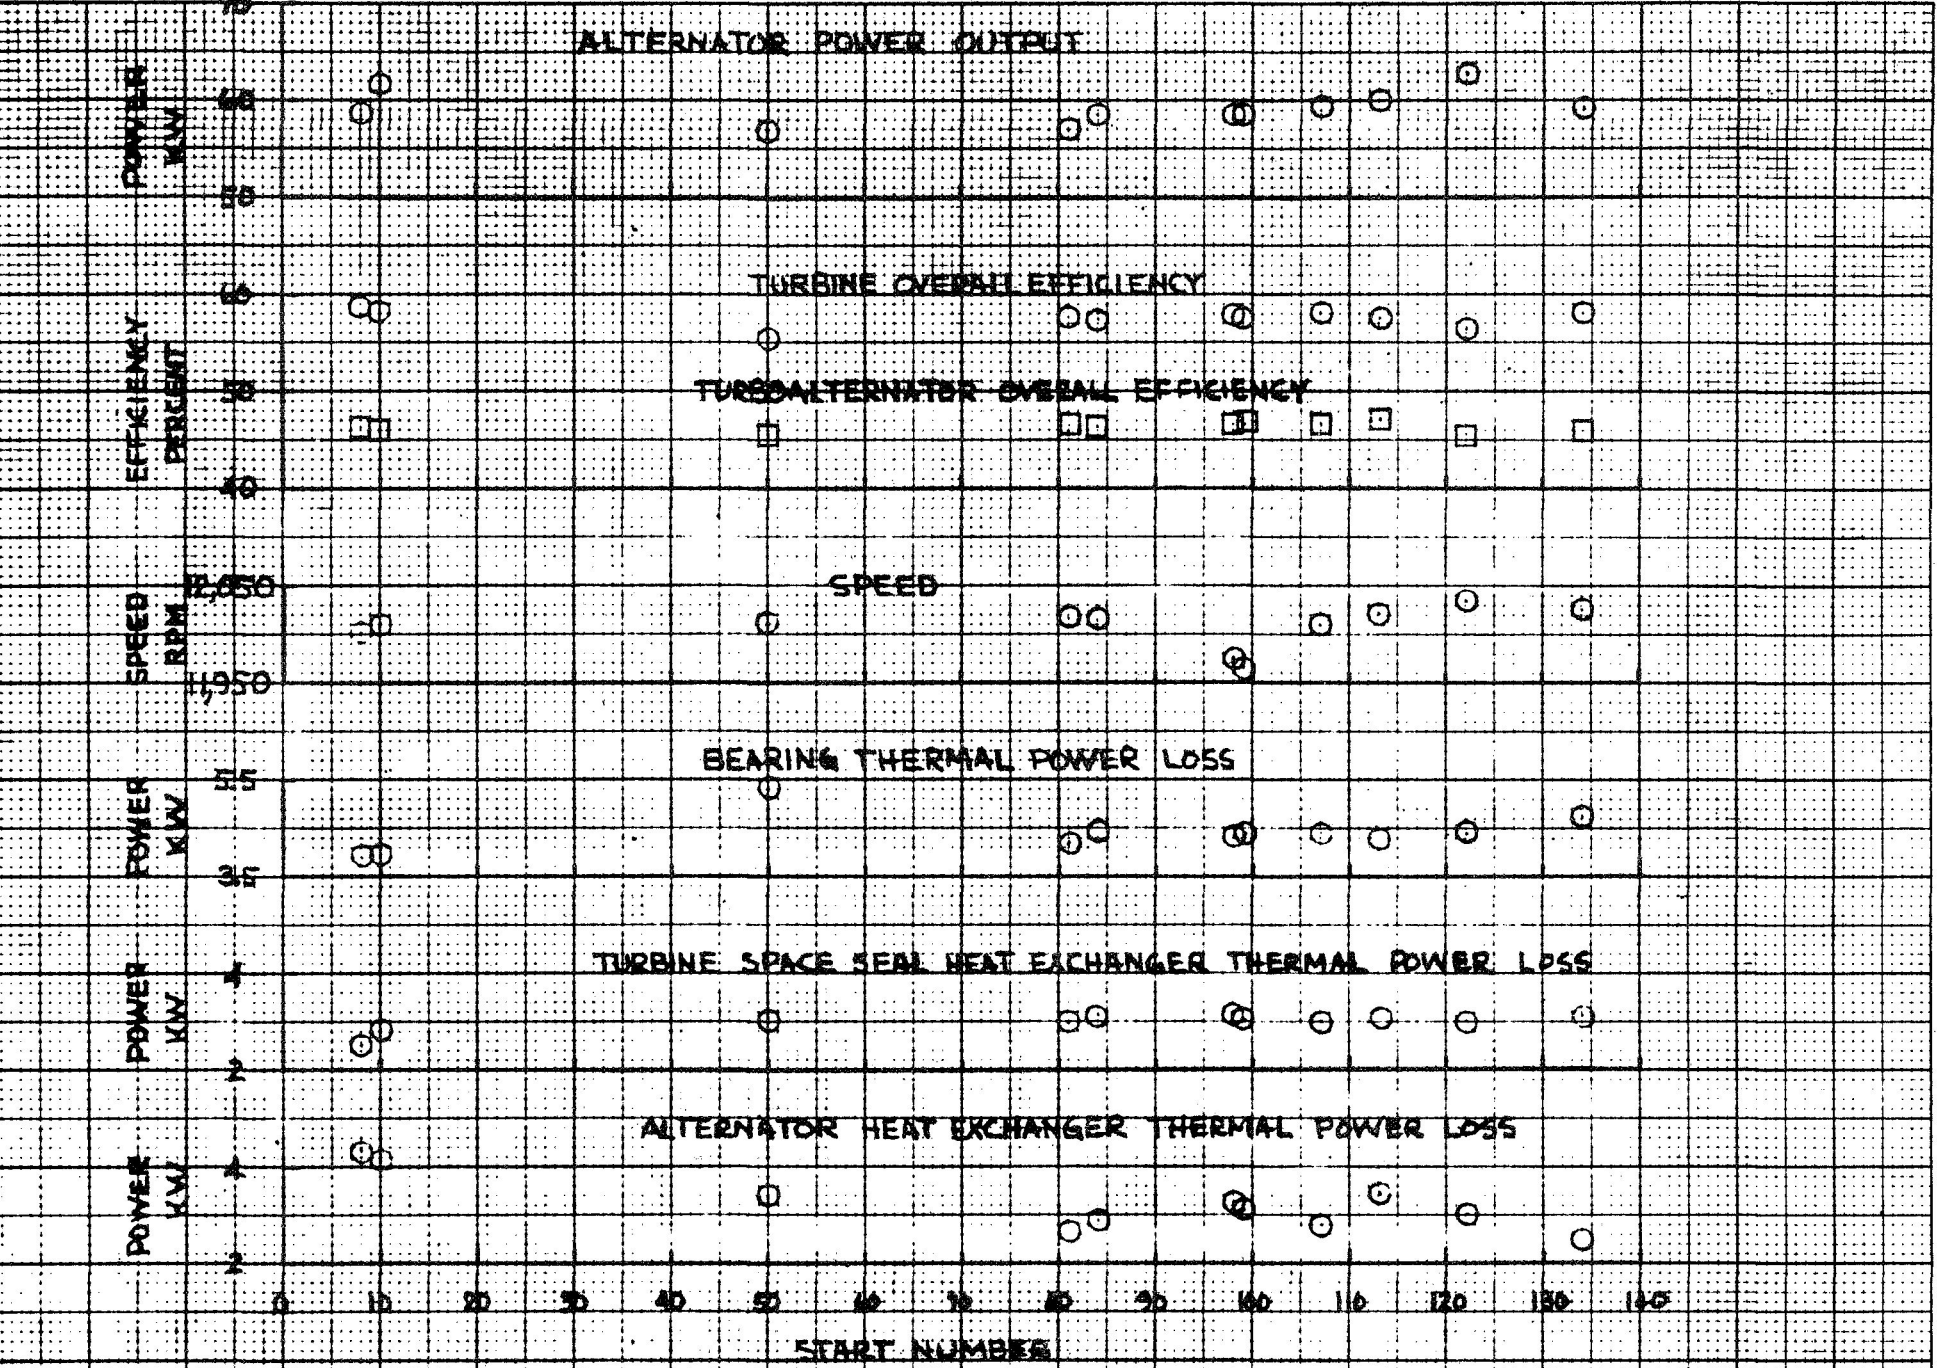 70
ALTERNATOR POWER OUTPUT
POWER
KW
60
50
TURBINE OVERALL EFFICIENCY
60
EFFICIENCY
PERCENT
50
TURBOALTERNATOR OVERALL EFFICIENCY
40
SPEED
SPEED
RPM
12,050
11,950
BEARING THERMAL POWER LOSS
POWER
KW
5.5
3.5
TURBINE SPACE SEAL HEAT EXCHANGER THERMAL POWER LOSS
POWER
KW
4
2
ALTERNATOR HEAT EXCHANGER THERMAL POWER LOSS
POWER
KW
4
2
0 10 20 30 40 50 60 70 80 90 100 110 120 130 140
START NUMBER